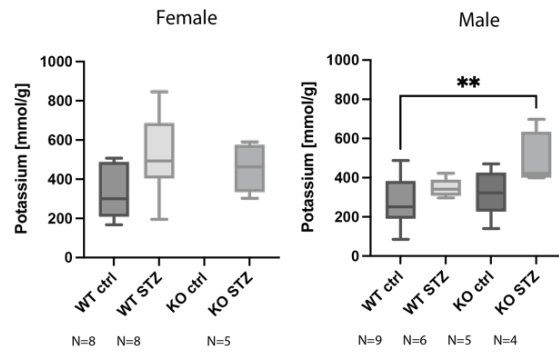 Female
Potassium [mmol/g]
1000
800
600
400
200
0
WT ctrl
WT STZ
KO ctrl
KO STZ
N=8 N=8 N=5
Male
Potassium [mmol/g]
1000
800
600
400
200
0
**
WT ctrl
WT STZ
KO ctrl
KO STZ
N=9 N=6 N=5 N=4